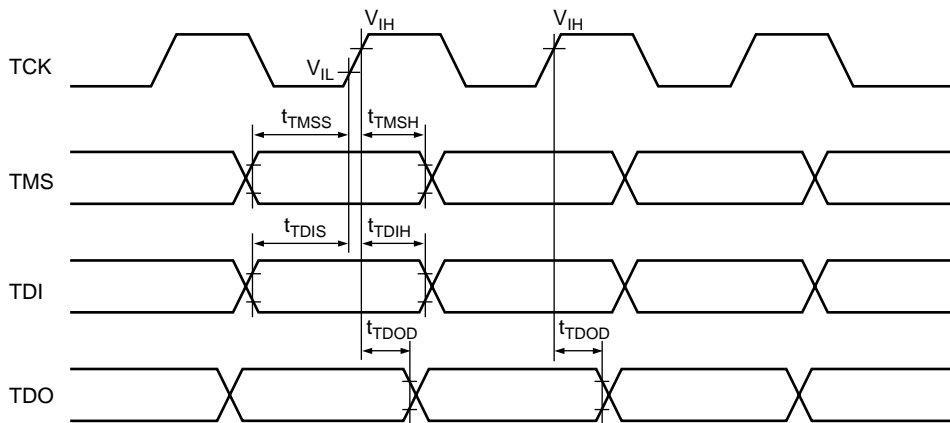 V_IH V_IH
TCK
V_IL
t_TMSS t_TMSH
TMS
t_TDIS t_TDIH
TDI
t_TDOD t_TDOD
TDO